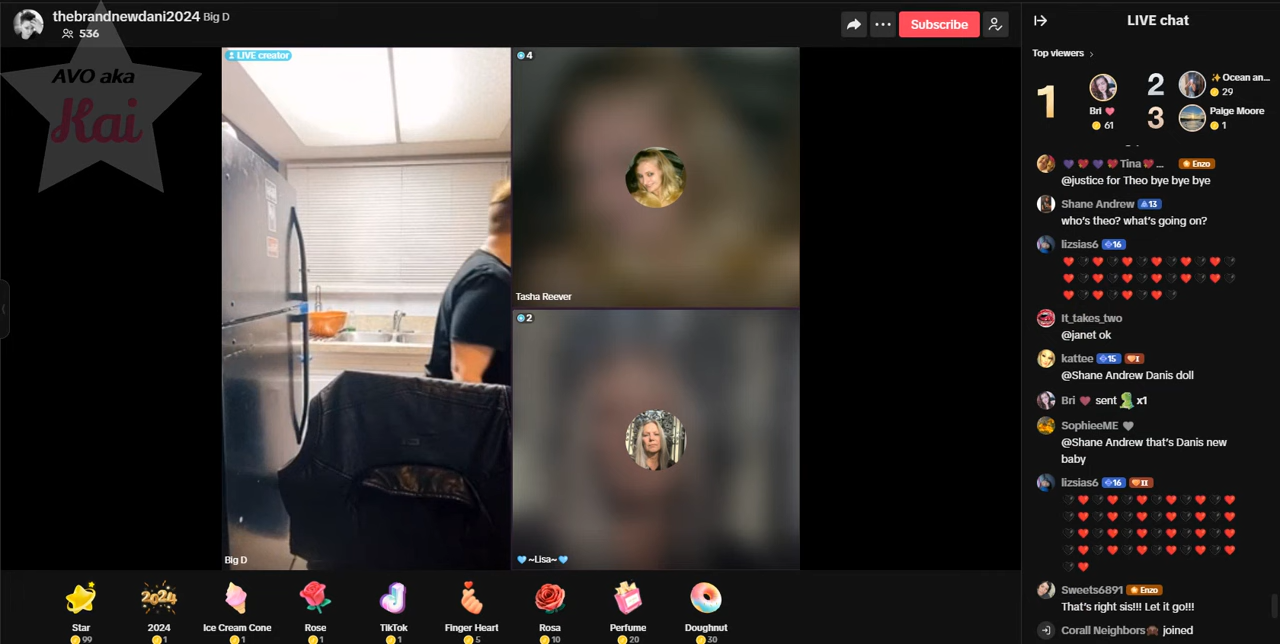 thebrandnewdani2024 Big D
536
Subscribe
AVO aka
Kai
LIVE creator
Big D
4
Tasha Reever
2
~Lisa~
Star
99
2024
2024
1
Ice Cream Cone
1
Rose
1
TikTok
1
Finger Heart
5
Rosa
10
Perfume
20
Doughnut
30
LIVE chat
Top viewers
1
Bri
61
2
Ocean an...
29
3
Paige Moore
1
Tina ... Enzo
@justice for Theo bye bye bye
Shane Andrew 13
who's theo? what's going on?
lizsias6 16
It_takes_two
@janet ok
kattee 15 I
@Shane Andrew Danis doll
Bri sent x1
SophieeME
@Shane Andrew that's Danis new
baby
lizsias6 16 II
Sweets6891 Enzo
That's right sis!!! Let it go!!!
Corall Neighbors joined